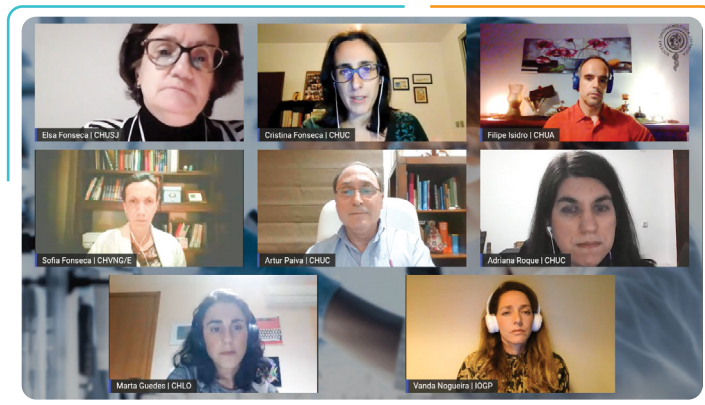 Elsa Fonseca | CHUSJ
Cristina Fonseca | CHUC
Filipe Isidro | CHUA
Sofia Fonseca | CHVNG/E
Artur Paiva | CHUC
Adriana Roque | CHUC
Marta Guedes | CHLO
Vanda Nogueira | IOGP